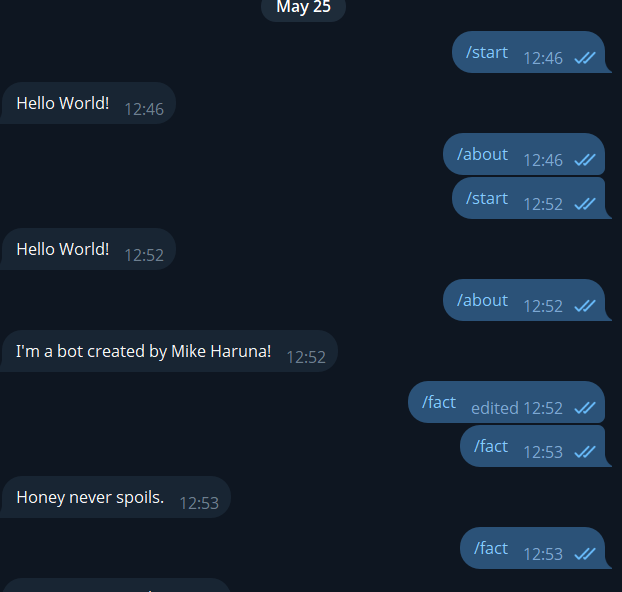 May 25
/start 12:46
Hello World! 12:46
/about 12:46
/start 12:52
Hello World! 12:52
/about 12:52
I'm a bot created by Mike Haruna! 12:52
/fact edited 12:52
/fact 12:53
Honey never spoils. 12:53
/fact 12:53